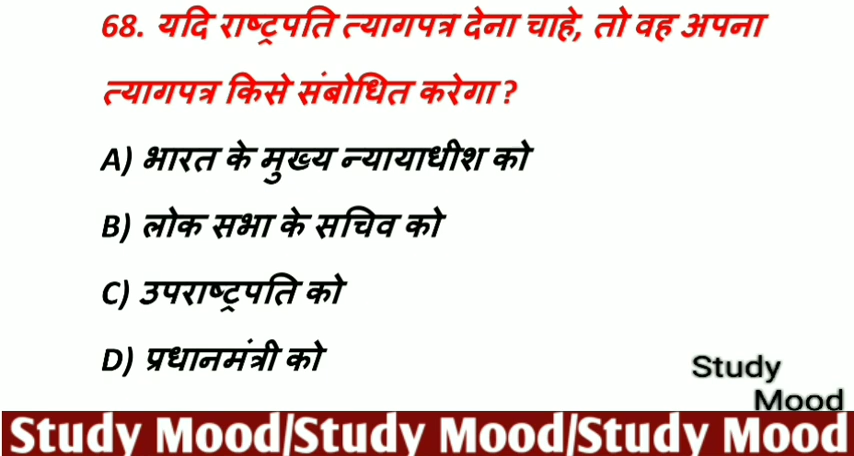 68. यदि राष्ट्रपति त्यागपत्र देना चाहे, तो वह अपना
त्यागपत्र किसे संबोधित करेगा ?
A) भारत के मुख्य न्यायाधीश को
B) लोक सभा के सचिव को
C) उपराष्ट्रपति को
D) प्रधानमंत्री को
Study
Mood
Study Mood/Study Mood/Study Mood